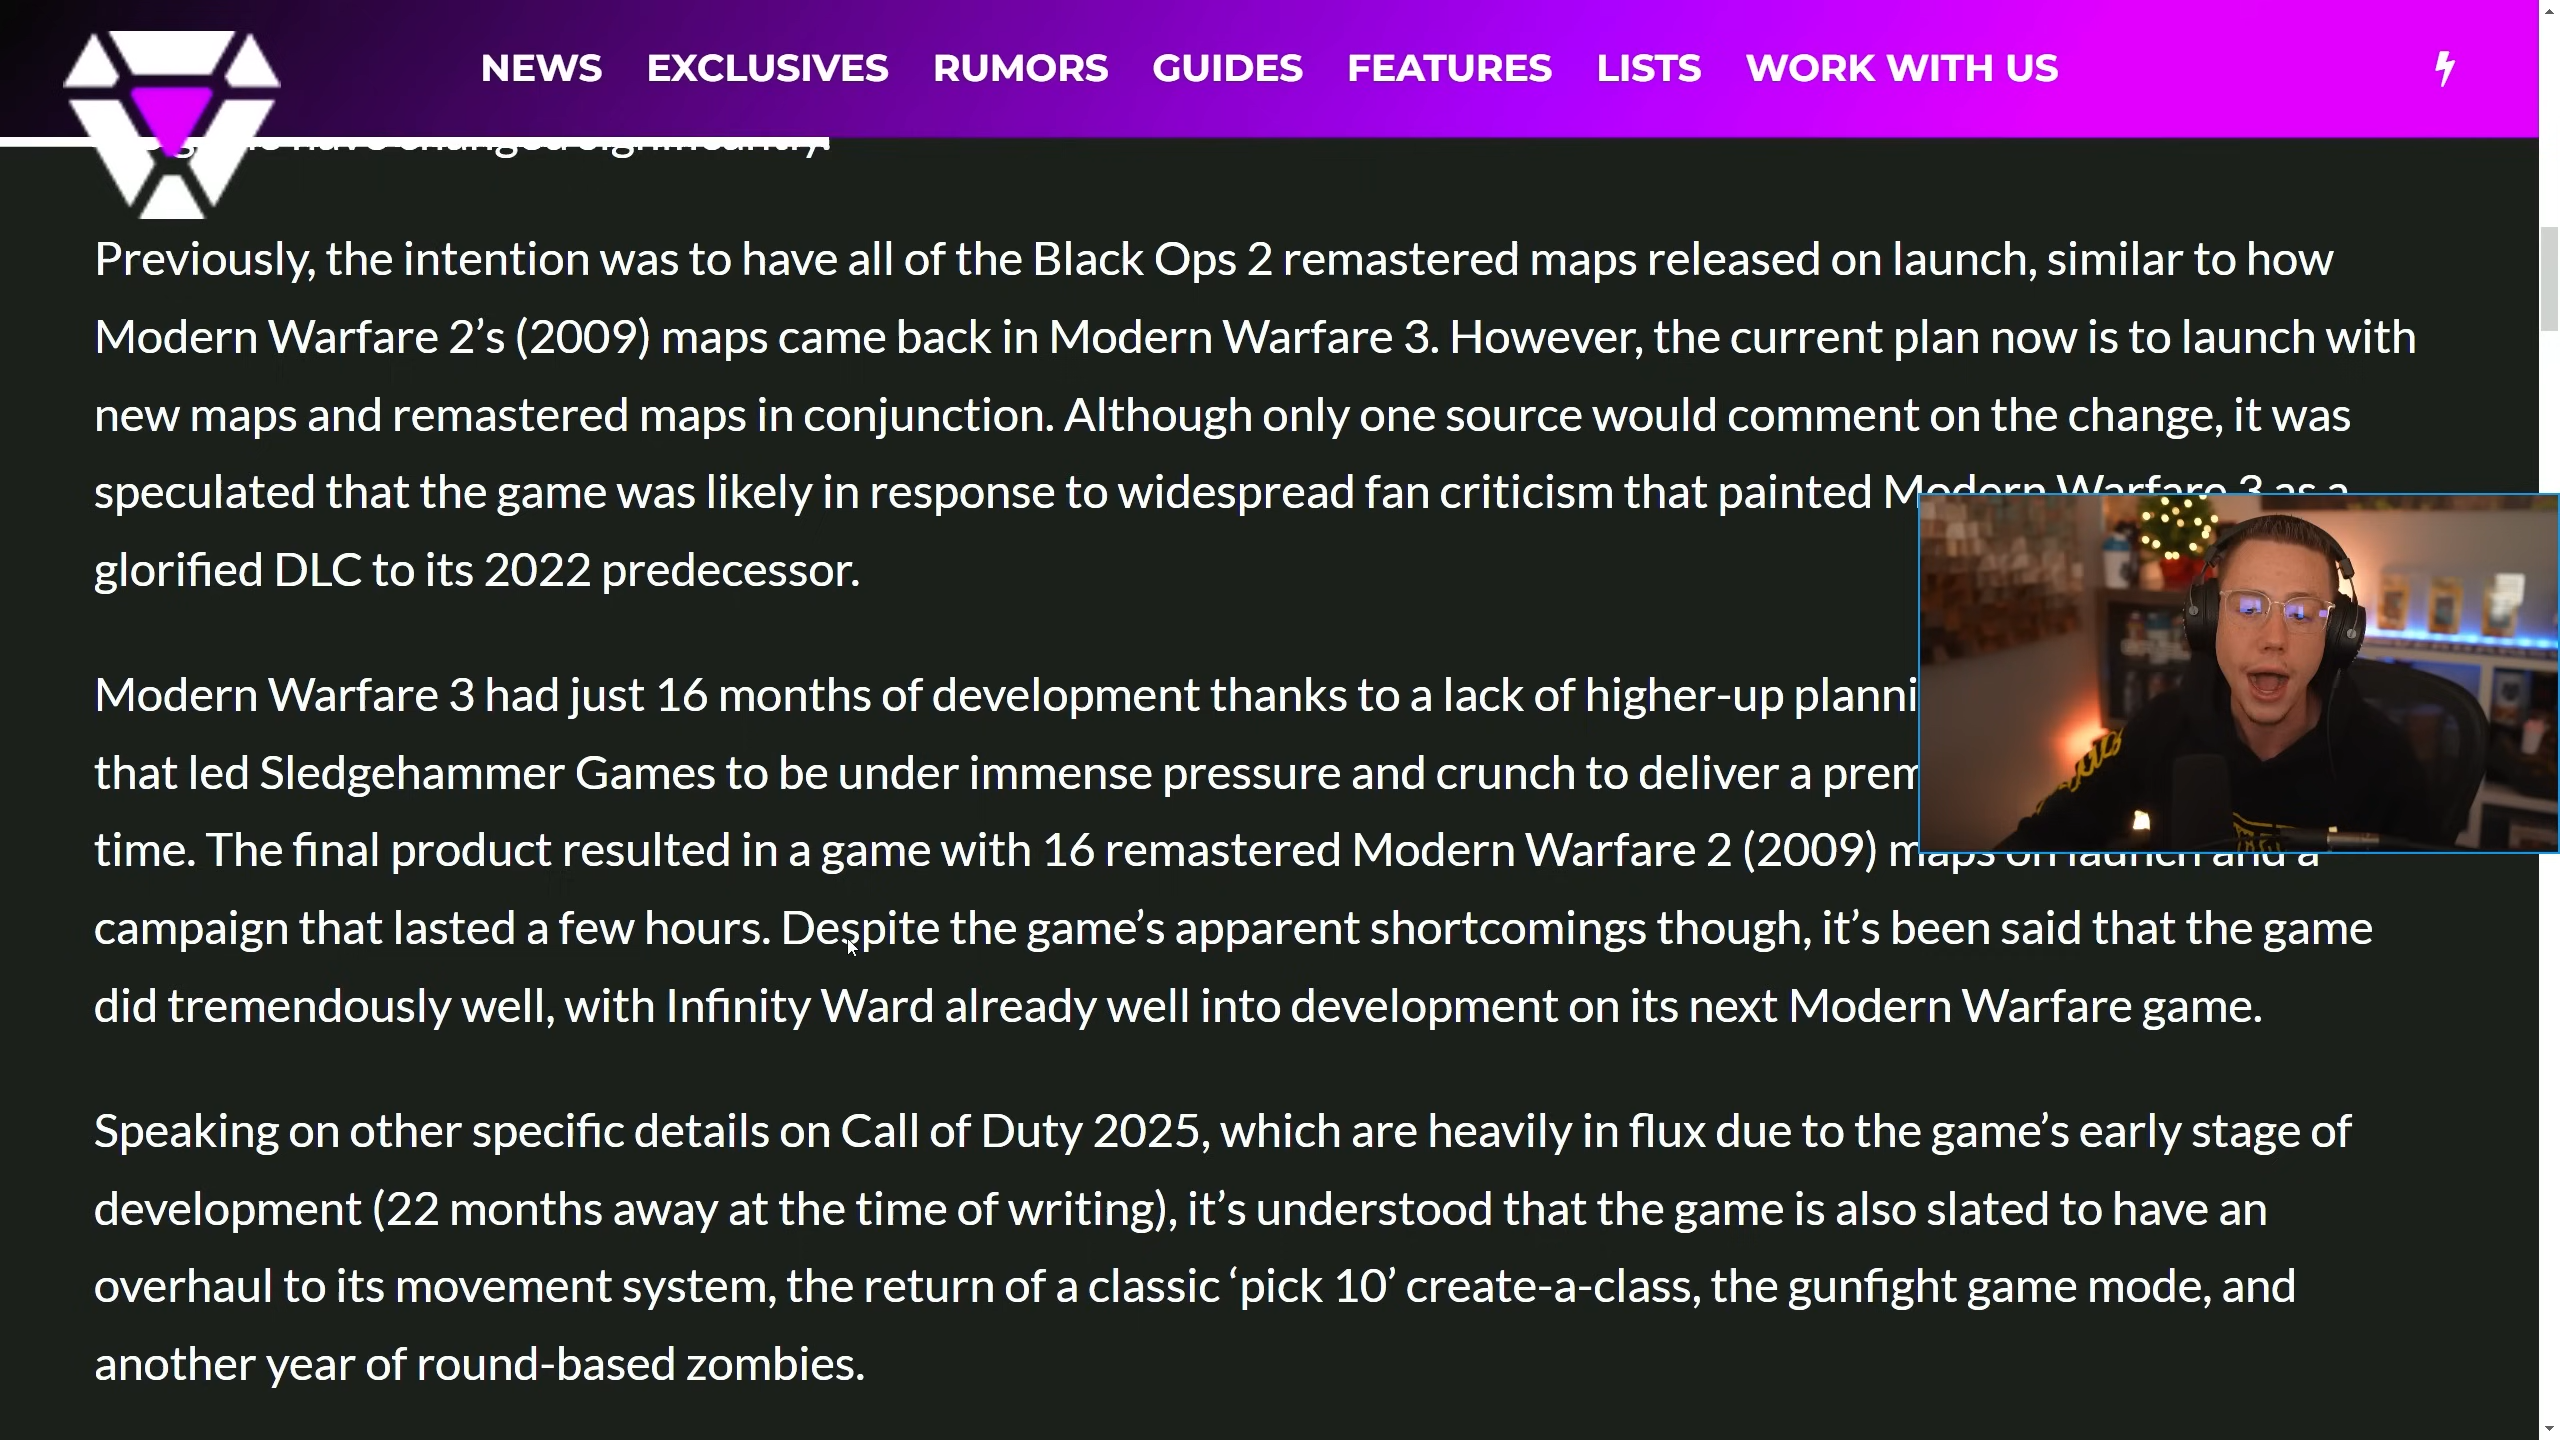 NEWS EXCLUSIVES RUMORS GUIDES FEATURES LISTS WORK WITH US
have changed significantly.
Previously, the intention was to have all of the Black Ops 2 remastered maps released on launch, similar to how
Modern Warfare 2’s (2009) maps came back in Modern Warfare 3. However, the current plan now is to launch with
new maps and remastered maps in conjunction. Although only one source would comment on the change, it was
speculated that the game was likely in response to widespread fan criticism that painted Modern Warfare 3 as a
glorified DLC to its 2022 predecessor.
Modern Warfare 3 had just 16 months of development thanks to a lack of higher-up
that led Sledgehammer Games to be under immense pressure and crunch to deliver a
time. The final product resulted in a game with 16 remastered Modern Warfare 2 (2009) maps on launch and a
campaign that lasted a few hours. Despite the game’s apparent shortcomings though, it’s been said that the game
did tremendously well, with Infinity Ward already well into development on its next Modern Warfare game.
Speaking on other specific details on Call of Duty 2025, which are heavily in flux due to the game’s early stage of
development (22 months away at the time of writing), it’s understood that the game is also slated to have an
overhaul to its movement system, the return of a classic ‘pick 10’ create-a-class, the gunfight game mode, and
another year of round-based zombies.